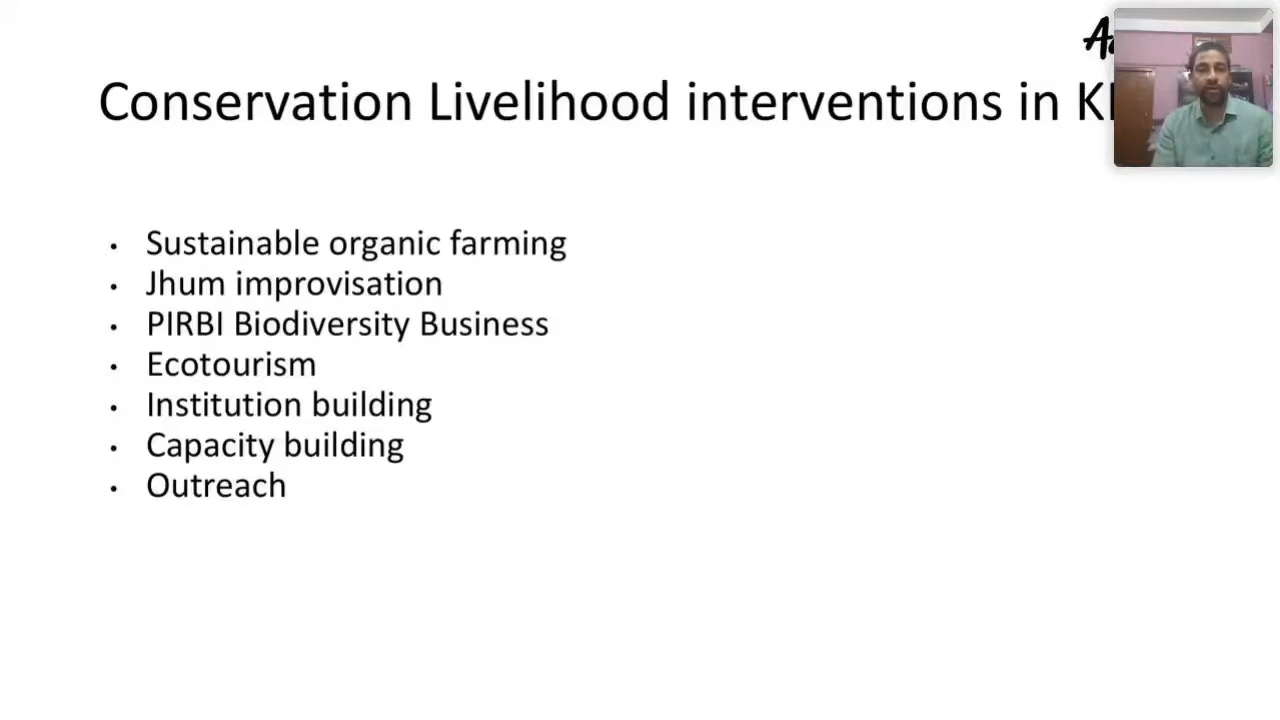 Conservation Livelihood interventions in
• Sustainable organic farming
• Jhum improvisation
• PIRBI Biodiversity Business
• Ecotourism
• Institution building
• Capacity building
• Outreach